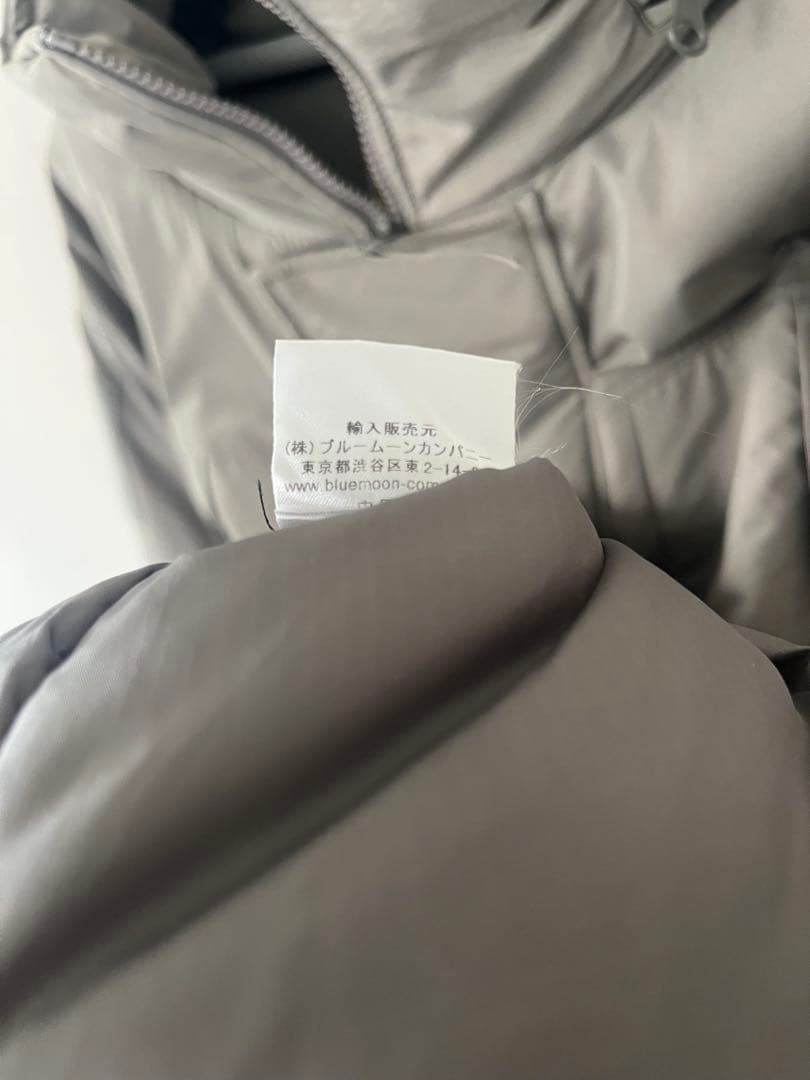 輸入販売元
(株)ブルームーンカンパニー
東京都渋谷区東2-14-
www.bluemoon-com